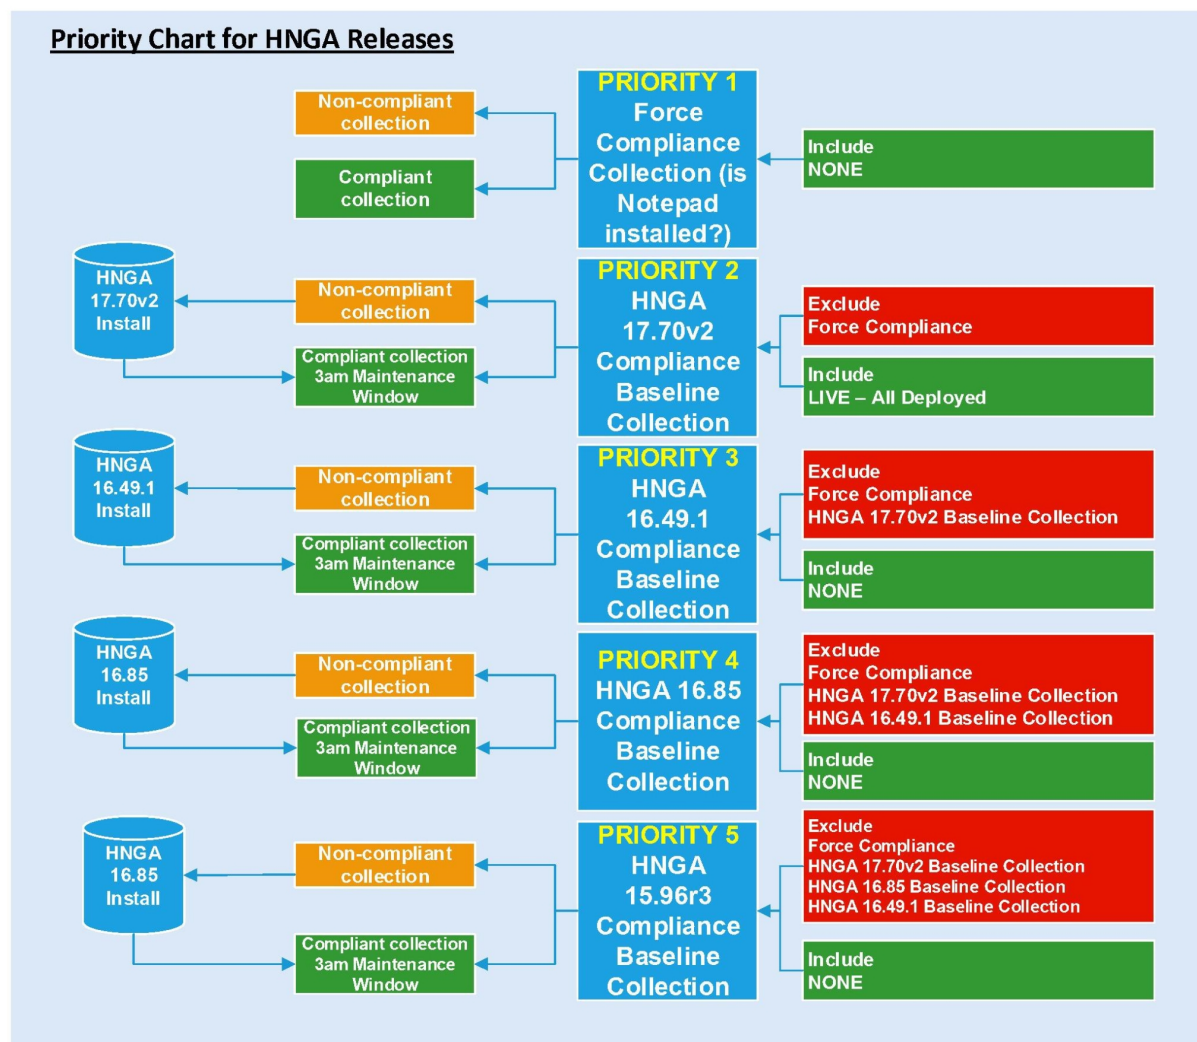 Priority Chart for HNGA Releases
PRIORITY 1
Force
Compliance
Collection (is
Notepad
installed?)
Non-compliant
collection
Compliant
collection
Include
NONE
PRIORITY 2
HNGA
17.70v2
Compliance
Baseline
Collection
HNGA
17.70v2
Install
Non-compliant
collection
Compliant collection
3am Maintenance
Window
Exclude
Force Compliance
Include
LIVE – All Deployed
PRIORITY 3
HNGA
16.49.1
Compliance
Baseline
Collection
HNGA
16.49.1
Install
Non-compliant
collection
Compliant collection
3am Maintenance
Window
Exclude
Force Compliance
HNGA 17.70v2 Baseline Collection
Include
NONE
PRIORITY 4
HNGA 16.85
Compliance
Baseline
Collection
HNGA
16.85
Install
Non-compliant
collection
Compliant collection
3am Maintenance
Window
Exclude
Force Compliance
HNGA 17.70v2 Baseline Collection
HNGA 16.49.1 Baseline Collection
Include
NONE
PRIORITY 5
HNGA
15.96r3
Compliance
Baseline
Collection
HNGA
16.85
Install
Non-compliant
collection
Compliant collection
3am Maintenance
Window
Exclude
Force Compliance
HNGA 17.70v2 Baseline Collection
HNGA 16.85 Baseline Collection
HNGA 16.49.1 Baseline Collection
Include
NONE